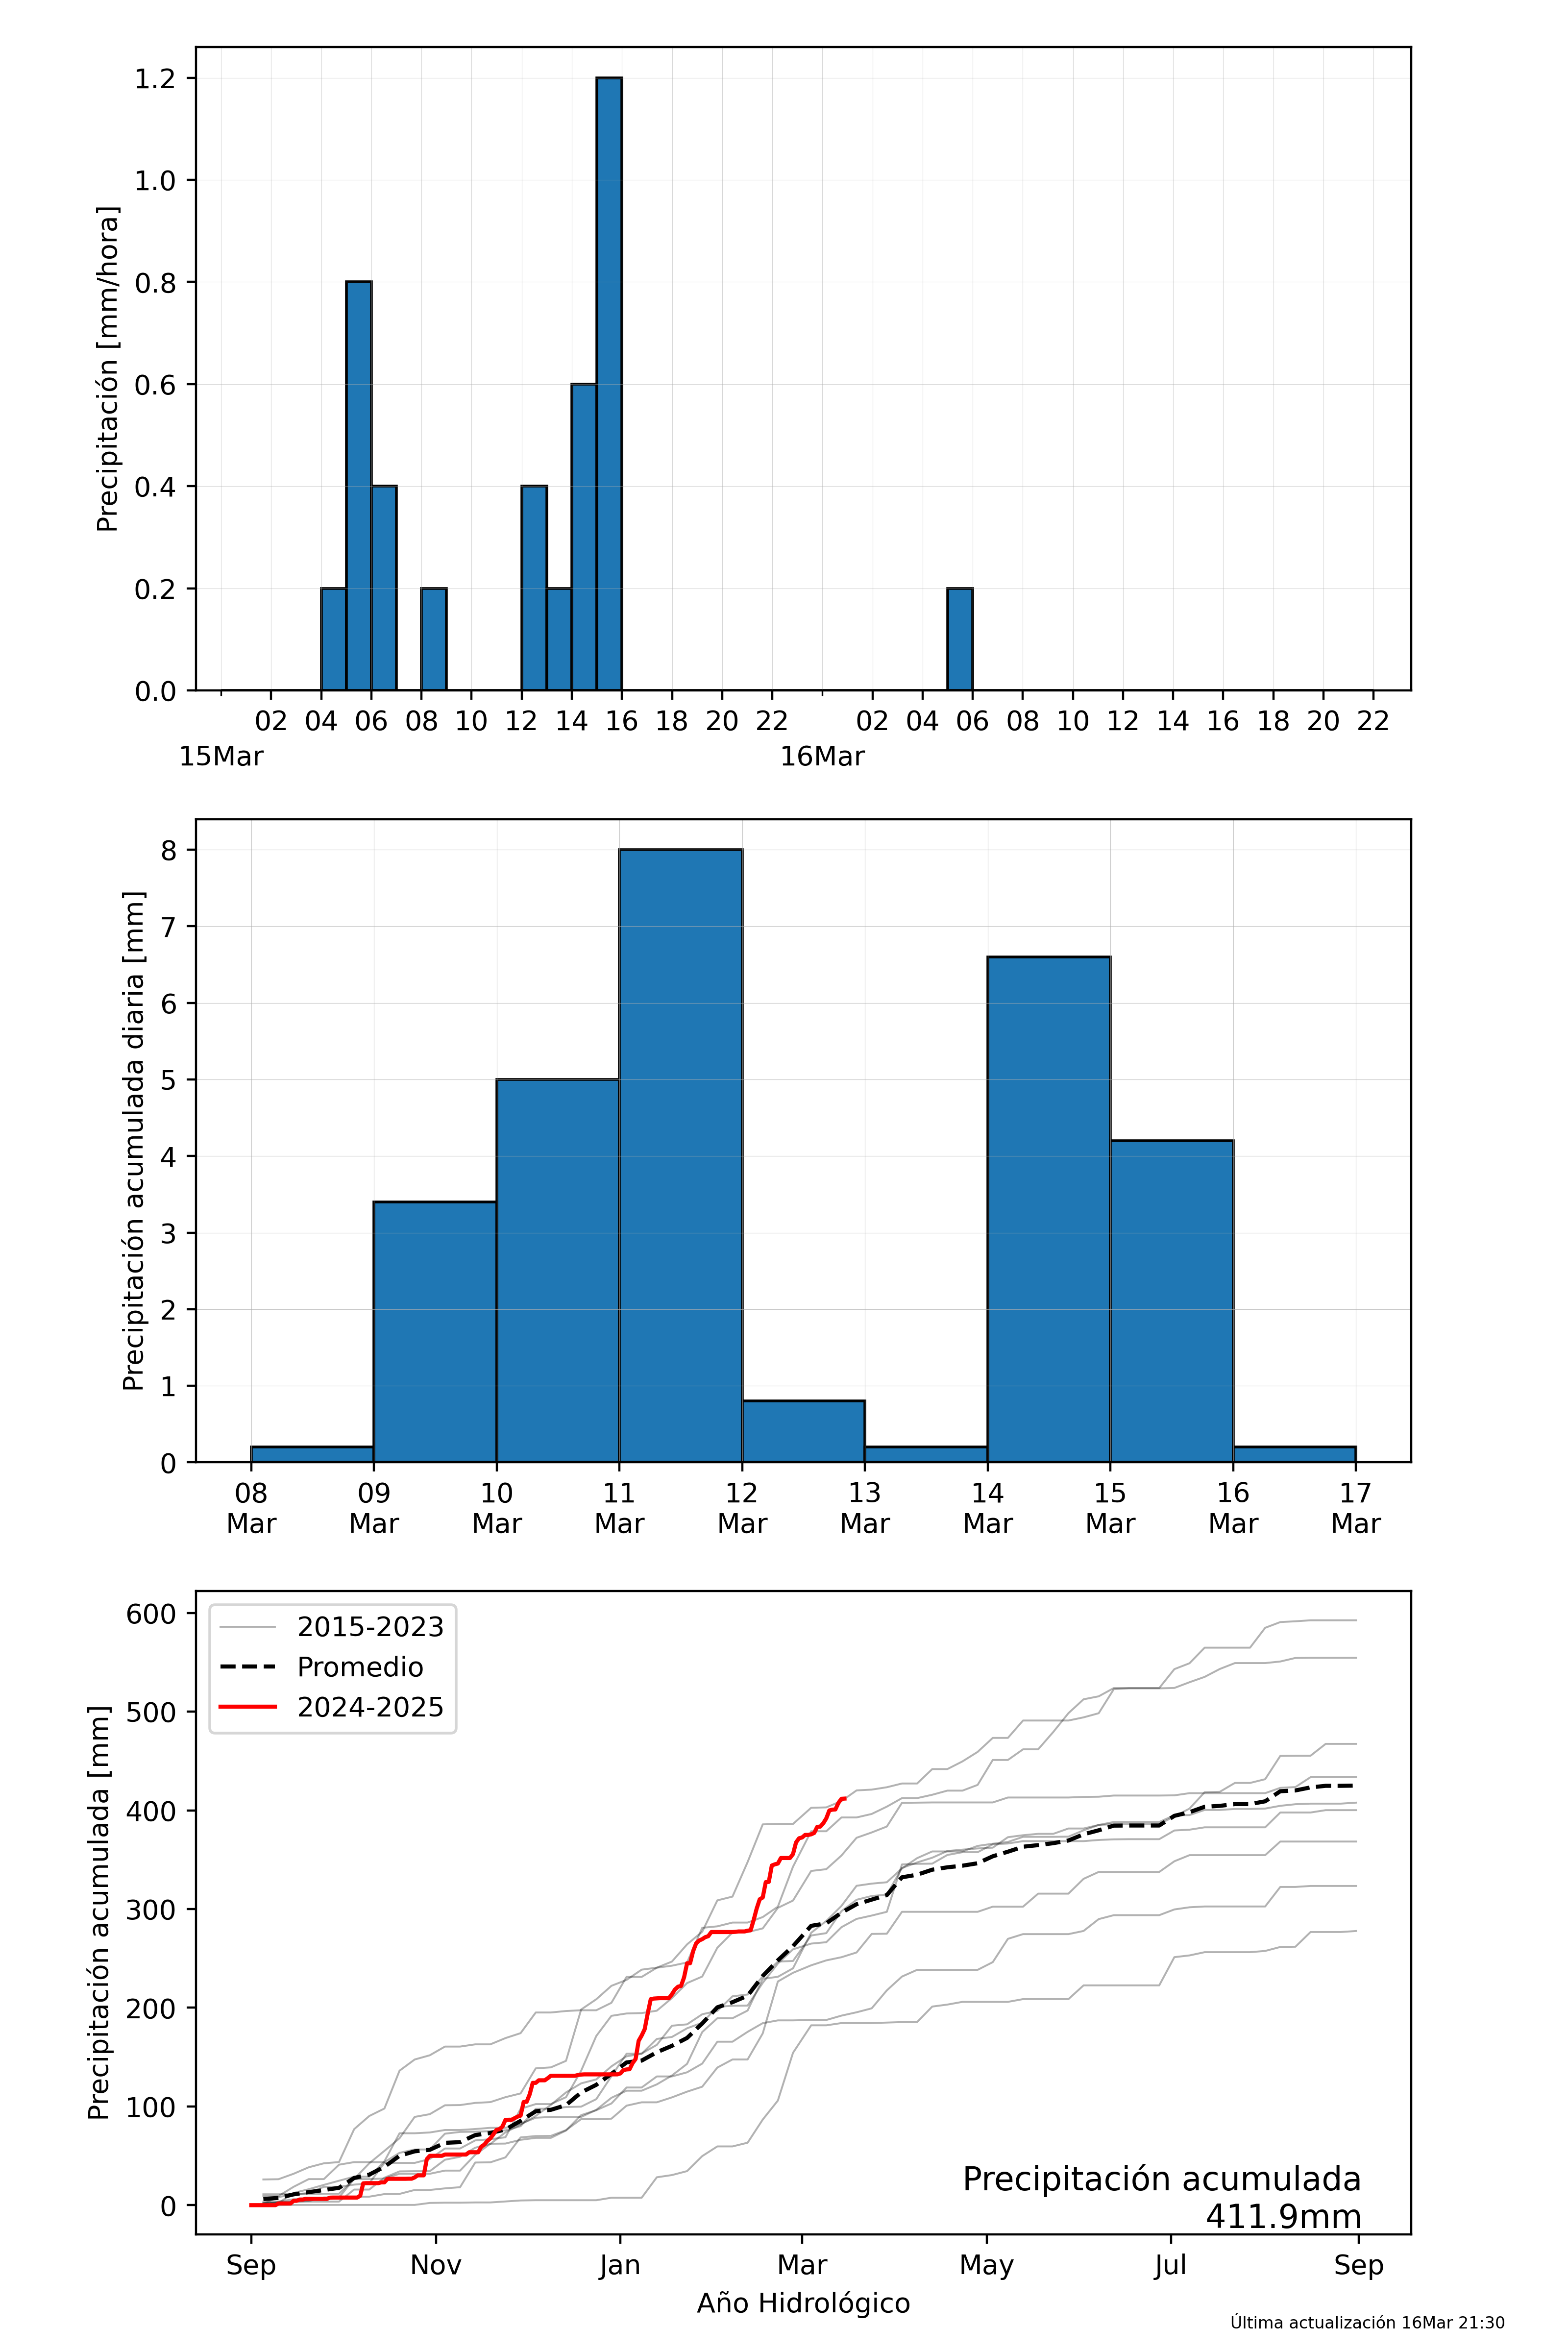 1.2
1.0
0.8
0.6
0.4
0.2
0.0
Precipitación [mm/hora]
02 04 06 08 10 12 14 16 18 20 22 02 04 06 08 10 12 14 16 18 20 22
15Mar 16Mar
8
7
6
5
4
3
2
1
0
Precipitación acumulada diaria [mm]
08 09 10 11 12 13 14 15 16 17
Mar Mar Mar Mar Mar Mar Mar Mar Mar Mar
600
500
400
300
200
100
0
Precipitación acumulada [mm]
2015-2023
Promedio
2024-2025
Precipitación acumulada
411.9mm
Sep Nov Jan Mar May Jul Sep
Año Hidrológico
Última actualización 16Mar 21:30